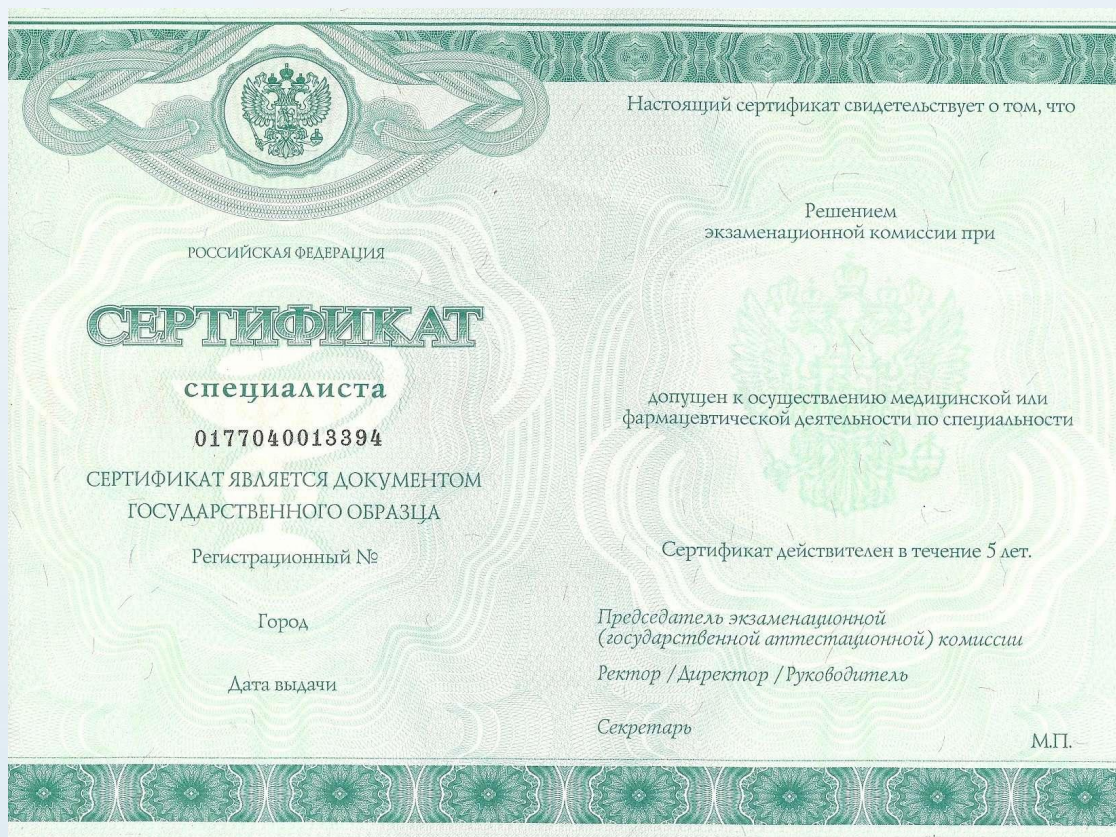 РОССИЙСКАЯ ФЕДЕРАЦИЯ
СЕРТИФИКАТ
специалиста
0177040013394
СЕРТИФИКАТ ЯВЛЯЕТСЯ ДОКУМЕНТОМ
ГОСУДАРСТВЕННОГО ОБРАЗЦА
Регистрационный №
Город
Дата выдачи
Настоящий сертификат свидетельствует о том, что
Решением
экзаменационной комиссии при
допущен к осуществлению медицинской или
фармацевтической деятельности по специальности
Сертификат действителен в течение 5 лет.
Председатель экзаменационной
(государственной аттестационной) комиссии
Ректор / Директор / Руководитель
Секретарь
М.П.